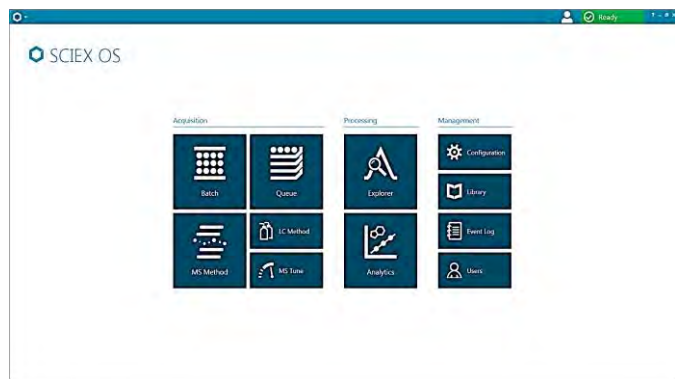 Ready
SCIEX OS
Acquisition
Processing
Management
Batch
Queue
Explorer
Configuration
Library
MS Method
LC Method
MS Tune
Analytics
Event Log
Users